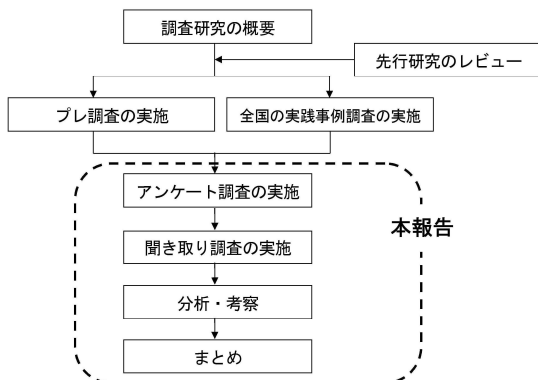 調査研究の概要
先行研究のレビュー
プレ調査の実施
全国の実践事例調査の実施
アンケート調査の実施
本報告
聞き取り調査の実施
分析・考察
まとめ